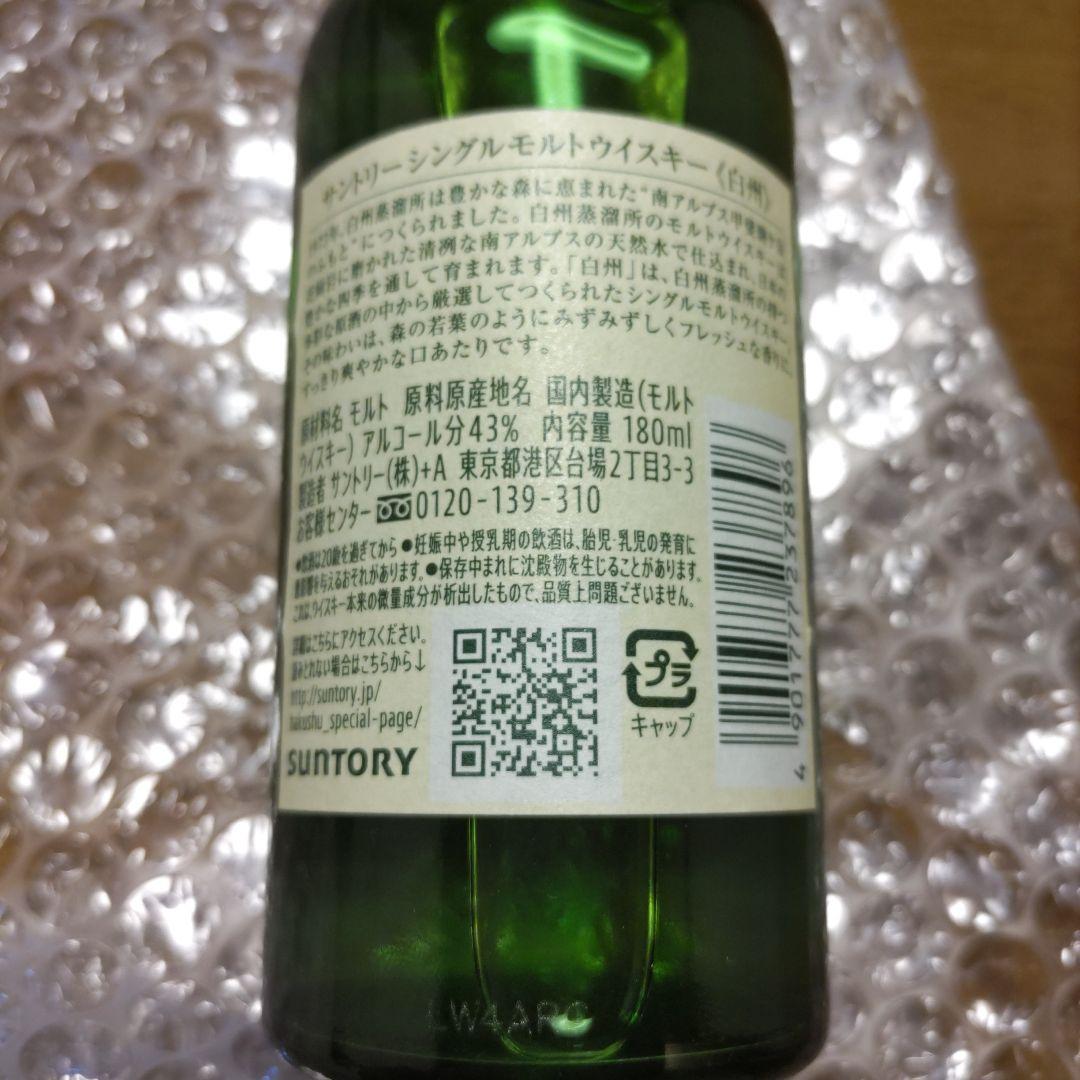 サントリーシングルモルトウイスキー《白州》
白州蒸溜所は豊かな森に恵まれた"南アルプス甲斐駒ヶ岳
のふもと"につくられました。白州蒸溜所のモルトウイスキーは、
花崗岩に磨かれた清冽な南アルプスの天然水で仕込まれ、日本の
豊かな四季を通して育まれます。「白州」は、白州蒸溜所の持つ
多彩な原酒の中から厳選してつくられたシングルモルトウイスキー。
その味わいは、森の若葉のようにみずみずしくフレッシュな香りに、
すっきり爽やかな口あたりです。
原材料名 モルト 原料原産地名 国内製造(モルト
ウイスキー) アルコール分43% 内容量 180ml
製造者 サントリー(株)+A 東京都港区台場2丁目3-3
お客様センター 0120-139-310
●飲酒は20歳を過ぎてから ●妊娠中や授乳期の飲酒は、胎児・乳児の発育に
悪影響を与えるおそれがあります。●保存中まれに沈殿物を生じることがあります。
これは、ウイスキー本来の微量成分が析出したもので、品質上問題ございません。
詳細はこちらにアクセスください。
読みとれない場合はこちらから↓
http://suntory.jp/
hakushu_special-page/
SUNTORY
プラ
キャップ
4 901777 237896